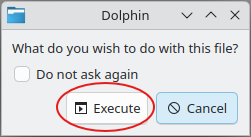 Dolphin
What do you wish to do with this file?
Do not ask again
Execute
Cancel